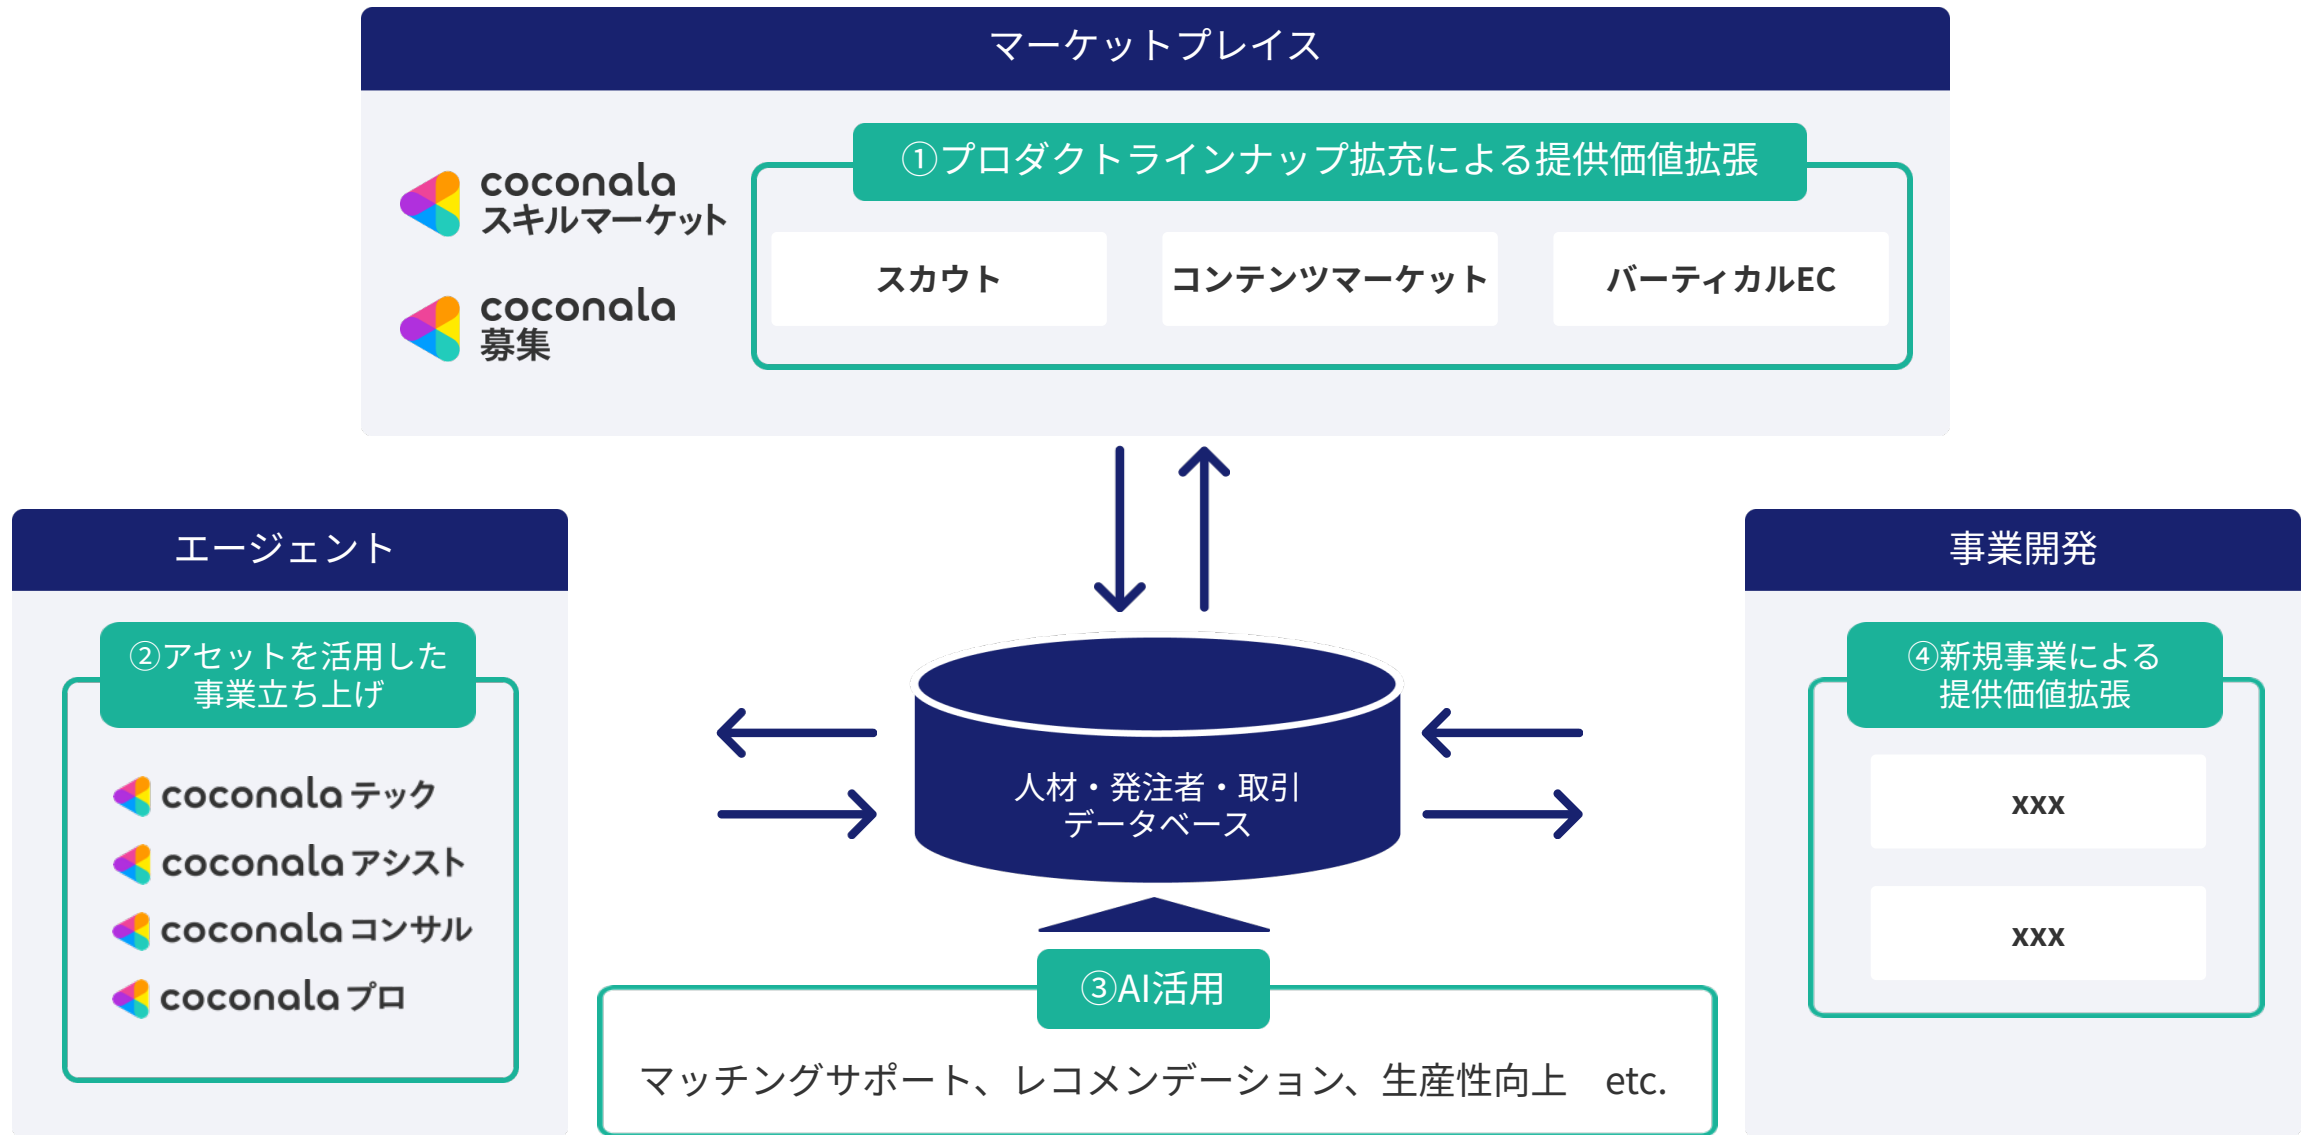 マーケットプレイス
coconala
スキルマーケット
coconala
募集
①プロダクトラインナップ拡充による提供価値拡張
スカウト
コンテンツマーケット
バーティカルEC
エージェント
②アセットを活用した
事業立ち上げ
coconala テック
coconala アシスト
coconala コンサル
coconala プロ
人材・発注者・取引
データベース
③AI活用
マッチングサポート、レコメンデーション、生産性向上　etc.
事業開発
④新規事業による
提供価値拡張
xxx
xxx